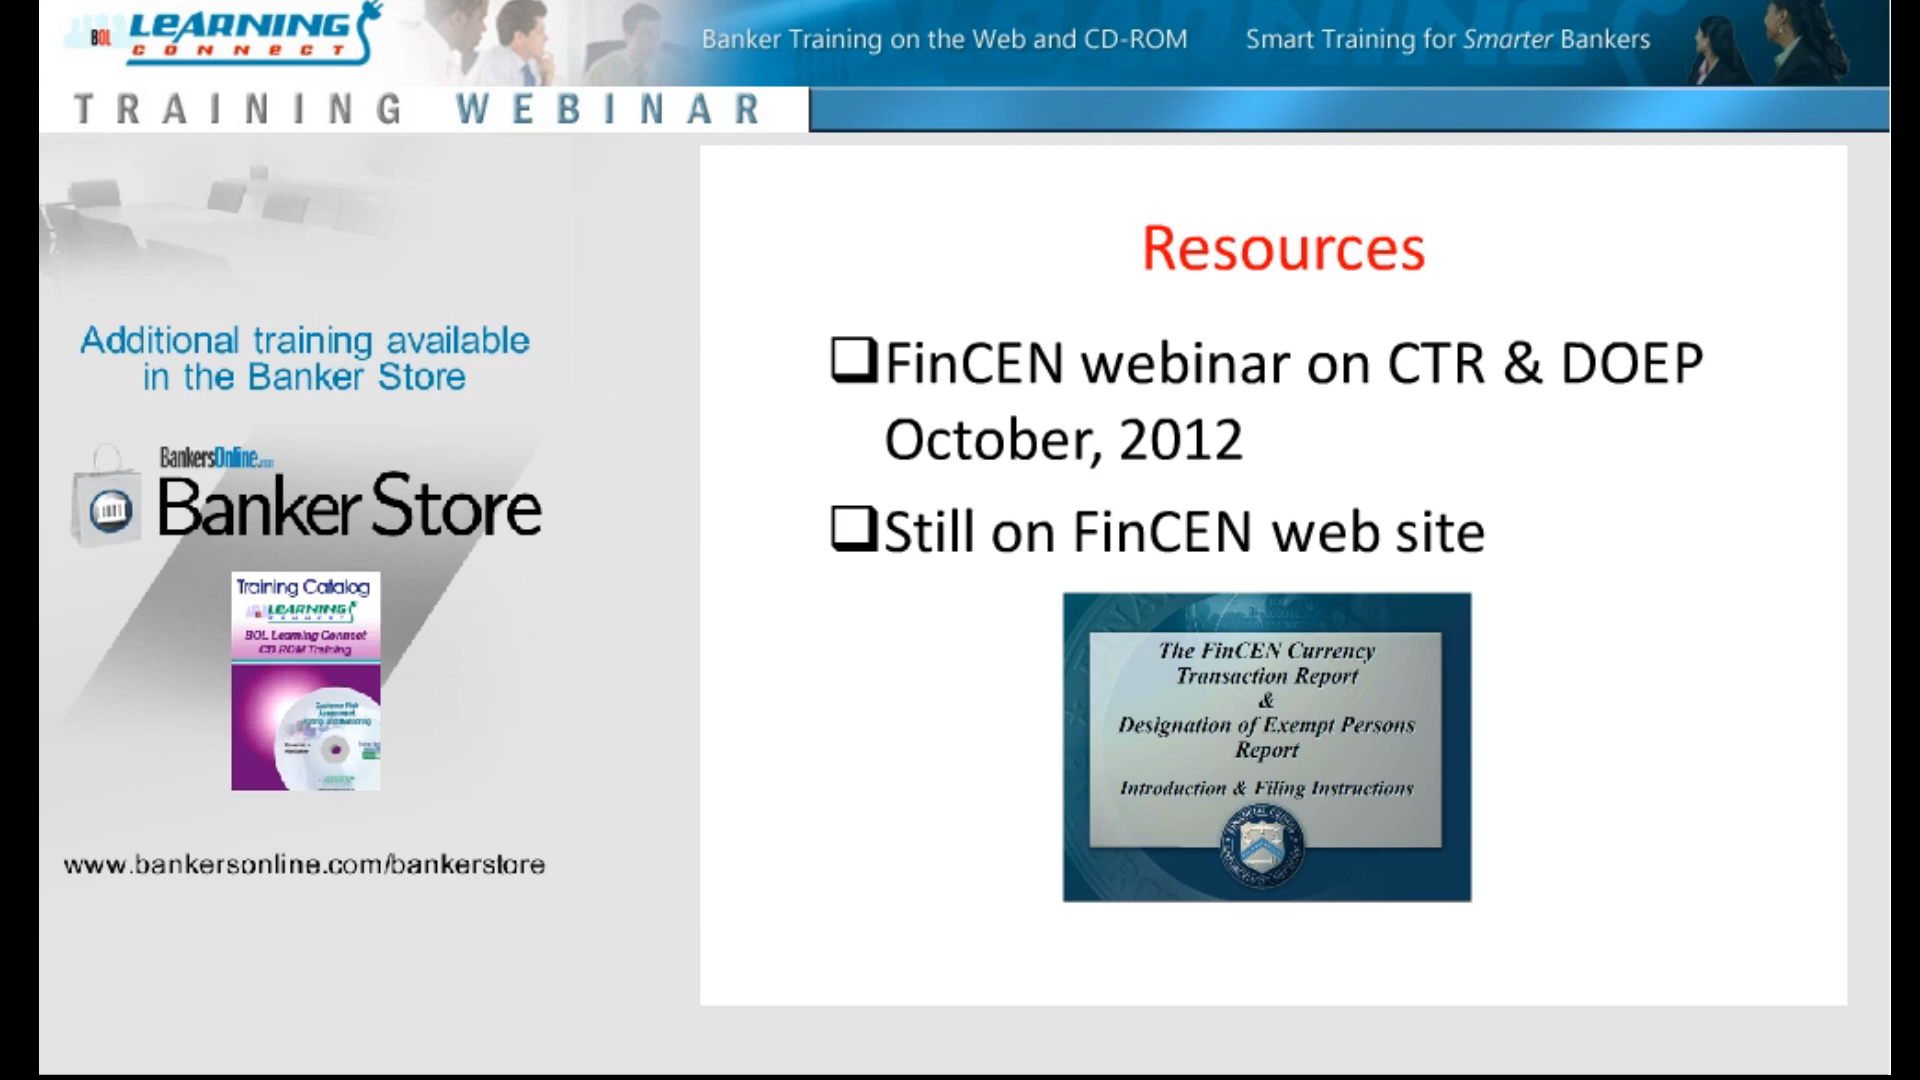 BOL LEARNING
CONNECT
Banker Training on the Web and CD-ROM
Smart Training for Smarter Bankers
TRAINING WEBINAR
Additional training available
in the Banker Store
BankersOnline.com
Banker Store
Training Catalog
LEARNING
CONNECT
BOL Learning Connect
CD ROM Training
www.bankersonline.com/bankerstore
Resources
❑FinCEN webinar on CTR & DOEP
October, 2012
❑Still on FinCEN web site
The FinCEN Currency
Transaction Report
&
Designation of Exempt Persons
Report
Introduction & Filing Instructions